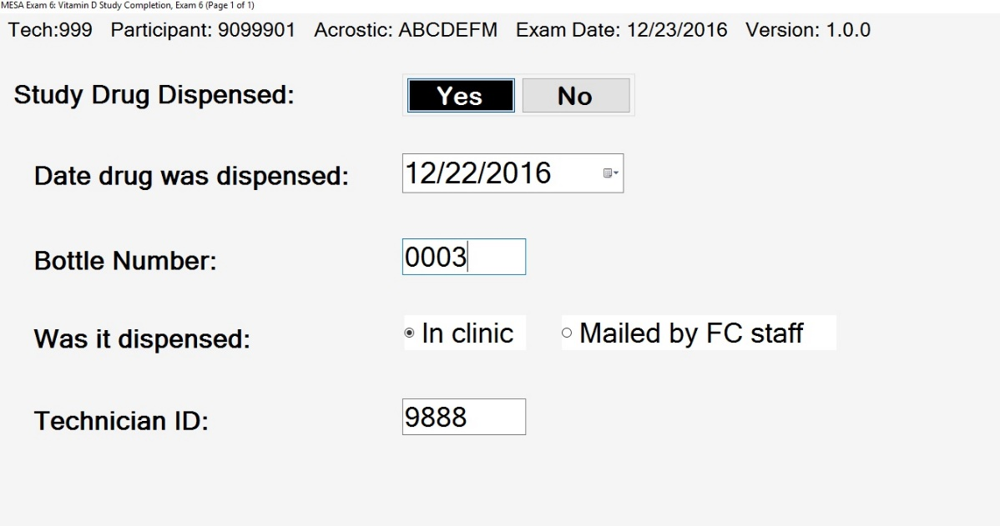 MESA Exam 6: Vitamin D Study Completion, Exam 6 (Page 1 of 1)
Tech:999 Participant: 9099901 Acrostic: ABCDEFM Exam Date: 12/23/2016 Version: 1.0.0
Study Drug Dispensed: Yes No
Date drug was dispensed: 12/22/2016
Bottle Number: 0003
Was it dispensed: In clinic Mailed by FC staff
Technician ID: 9888